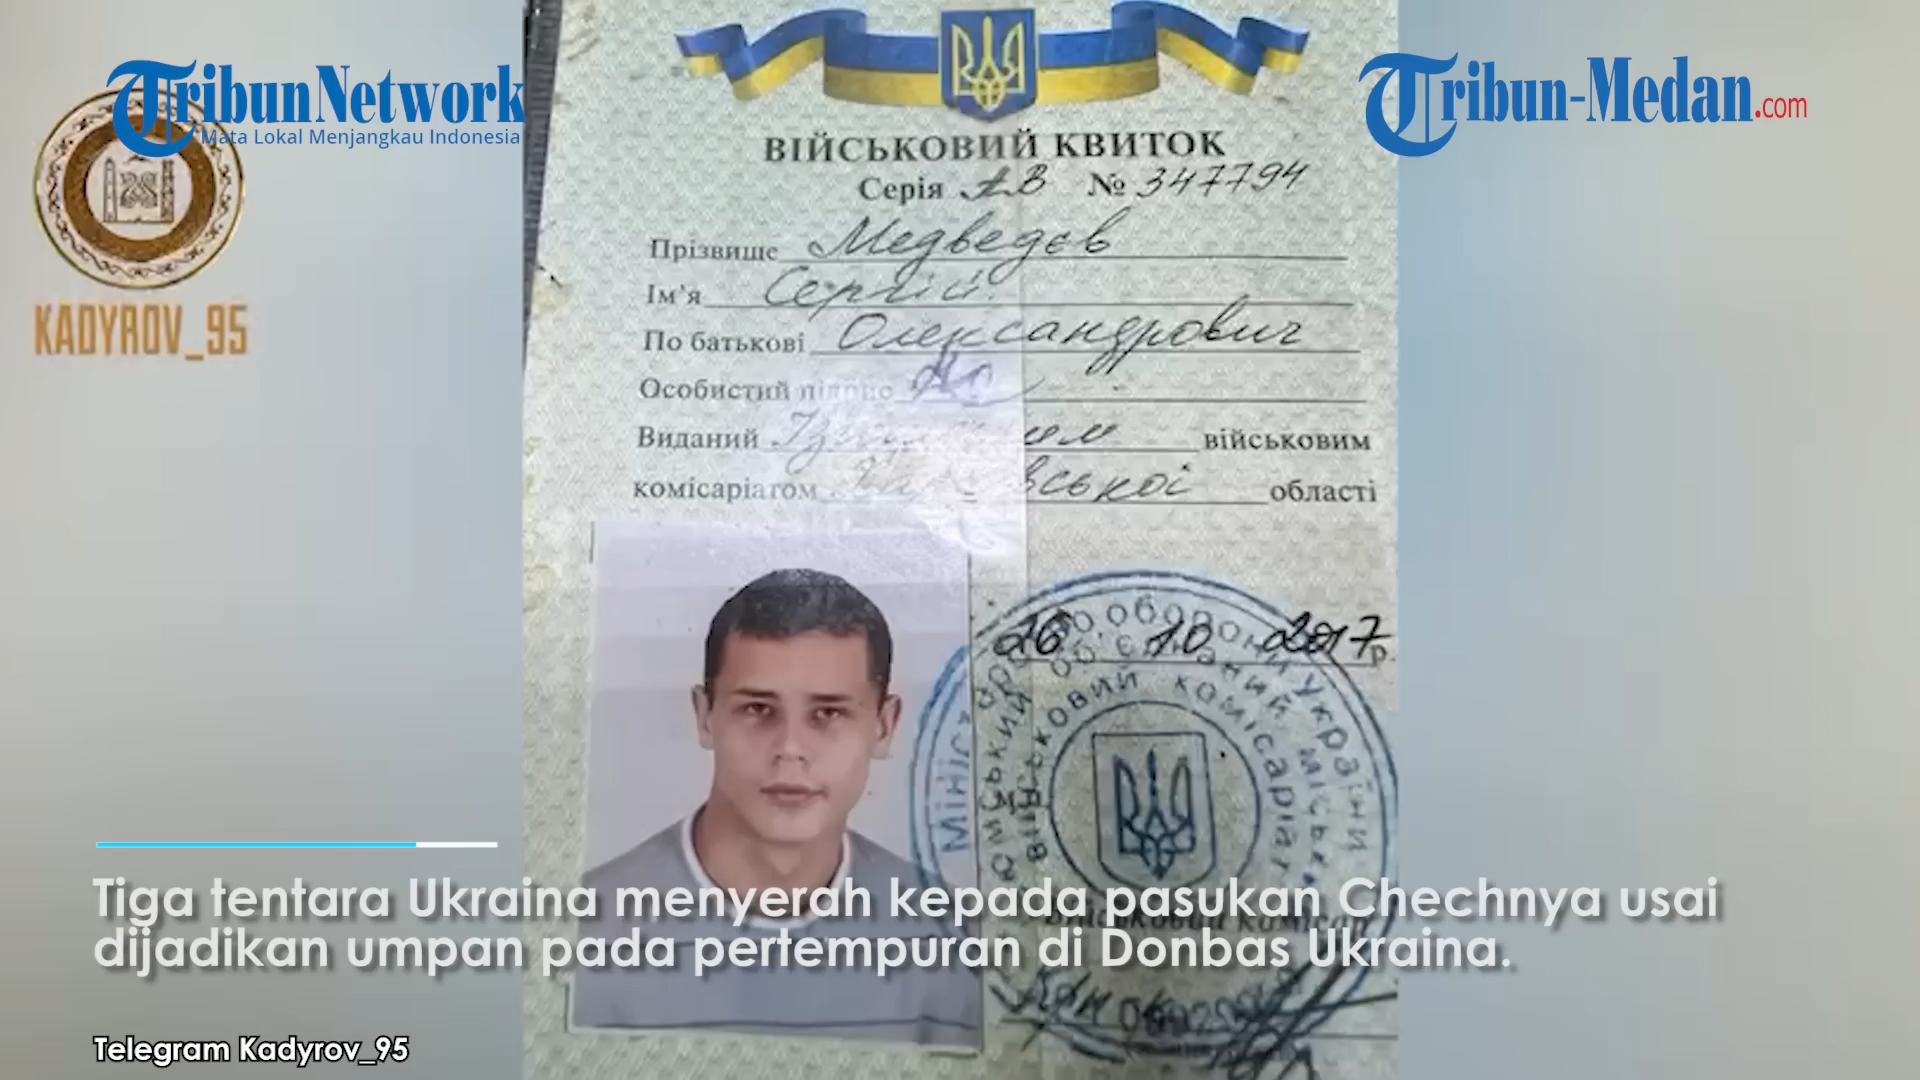 TribunNetwork
Mata Lokal Menjangkau Indonesia
Tribun-Medan.com
KADYROV_95
ВІЙСЬКОВИЙ КВИТОК
Серія АВ № 347794
Прізвище Медведєв
Ім'я Сергій
По батькові Олександрович
Особистий підпис
Виданий військовим
комісаріатом області
26 10 2017 р.
Tiga tentara Ukraina menyerah kepada pasukan Chechnya usai
dijadikan umpan pada pertempuran di Donbas Ukraina.
Telegram Kadyrov_95